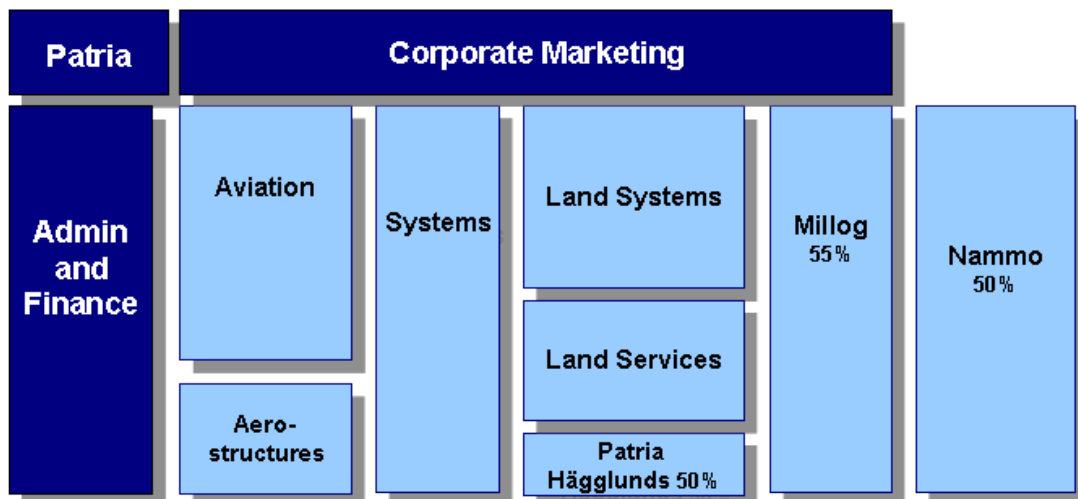 Patria
Corporate Marketing
Admin
and
Finance
Aviation
Aero-
structures
Systems
Land Systems
Land Services
Patria
Hägglunds 50%
Millog
55%
Nammo
50%